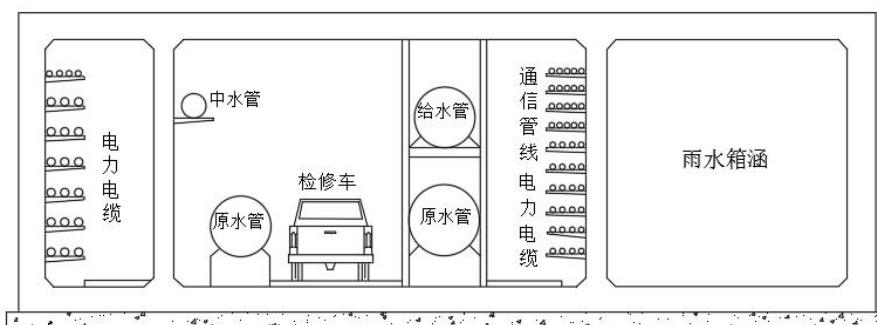 电力电缆
中水管
原水管
检修车
给水管
原水管
通信管线
电力电缆
雨水箱涵